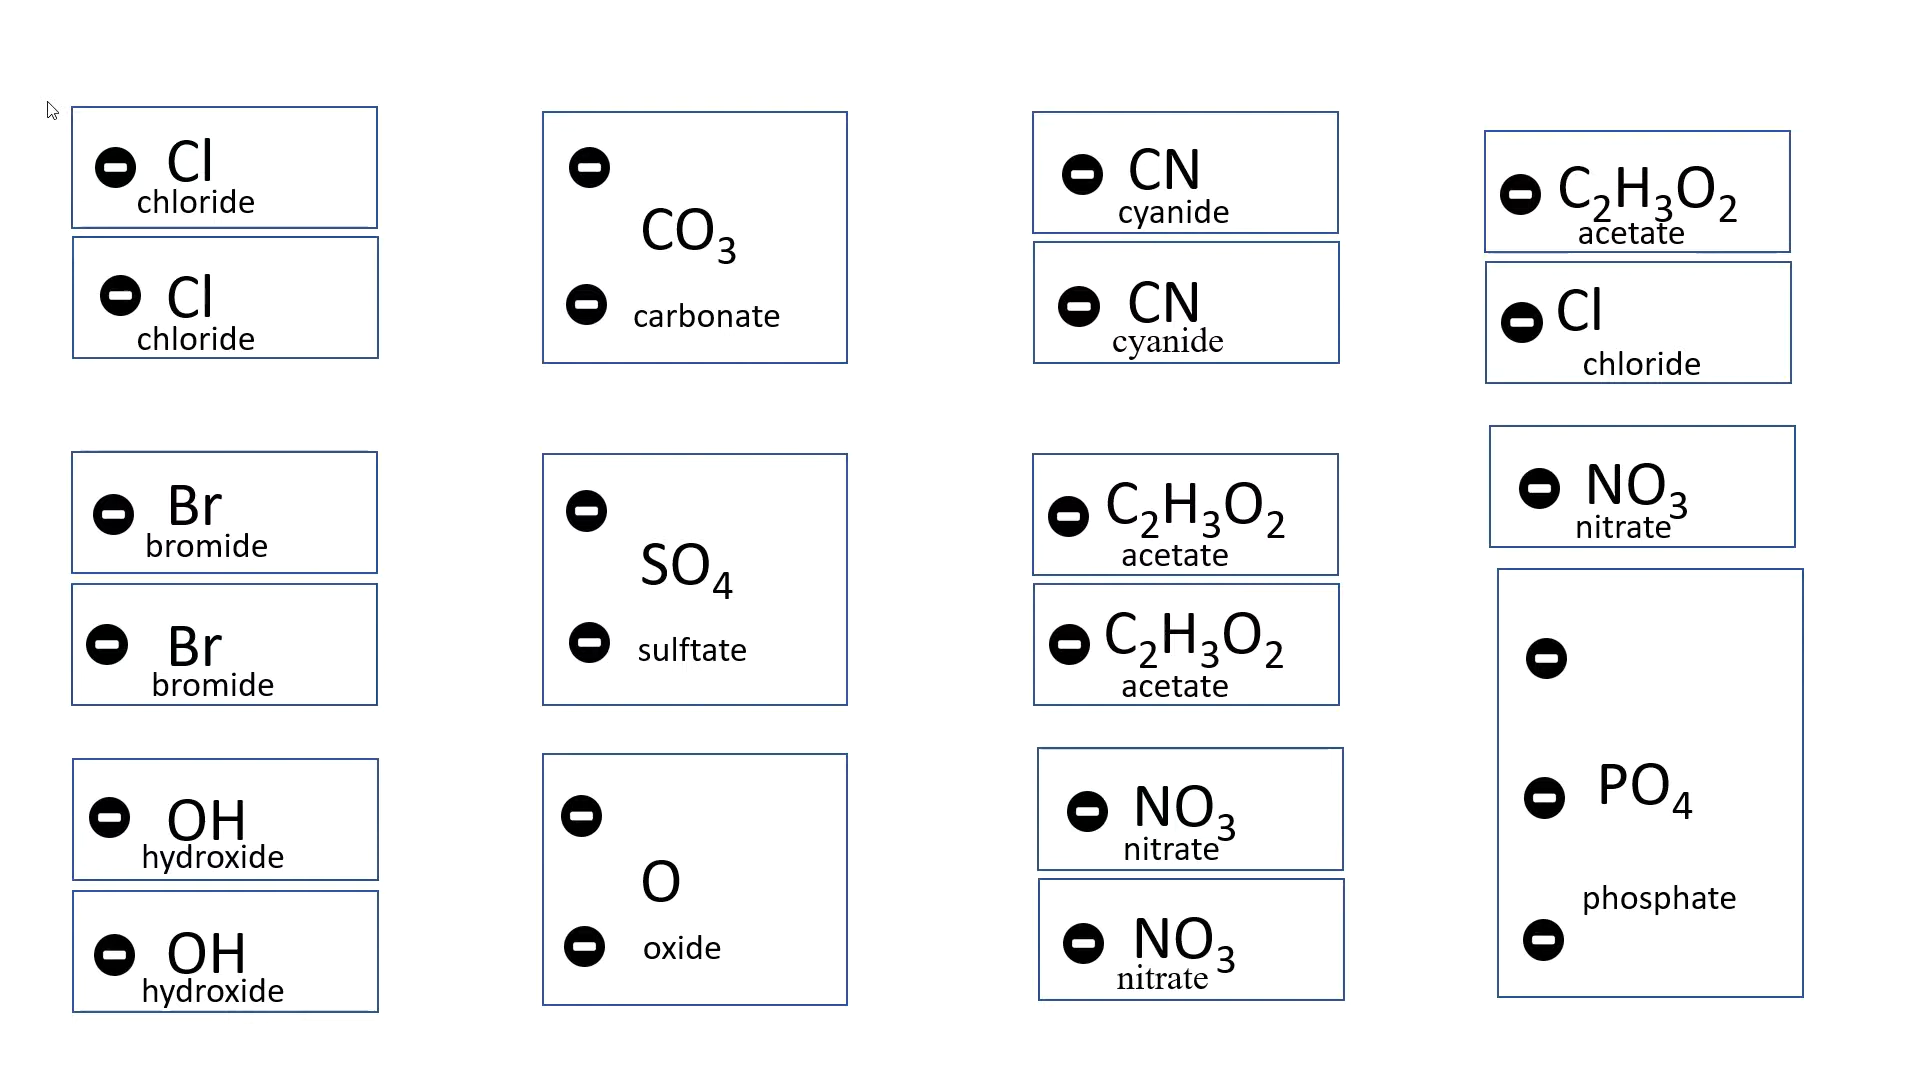 Cl
chloride
Cl
chloride
Br
bromide
Br
bromide
OH
hydroxide
OH
hydroxide
CO₃
carbonate
SO₄
sulftate
O
oxide
CN
cyanide
CN
cyanide
C₂H₃O₂
acetate
C₂H₃O₂
acetate
NO₃
nitrate
NO₃
nitrate
C₂H₃O₂
acetate
Cl
chloride
NO₃
nitrate
PO₄
phosphate